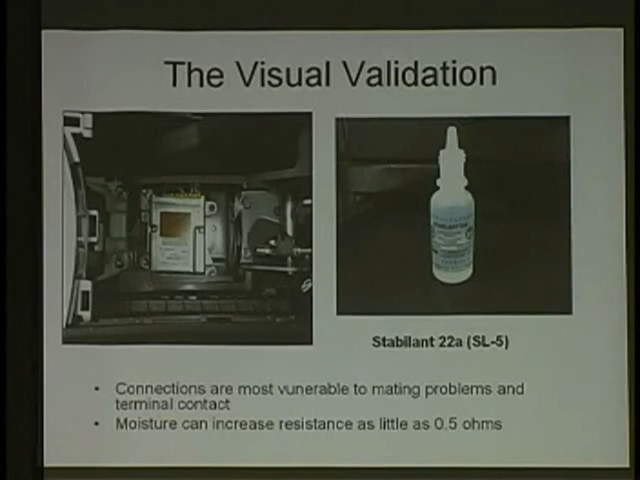 The Visual Validation
Stabilant 22a (SL-5)
• Connections are most vunerable to mating problems and
terminal contact
• Moisture can increase resistance as little as 0.5 ohms